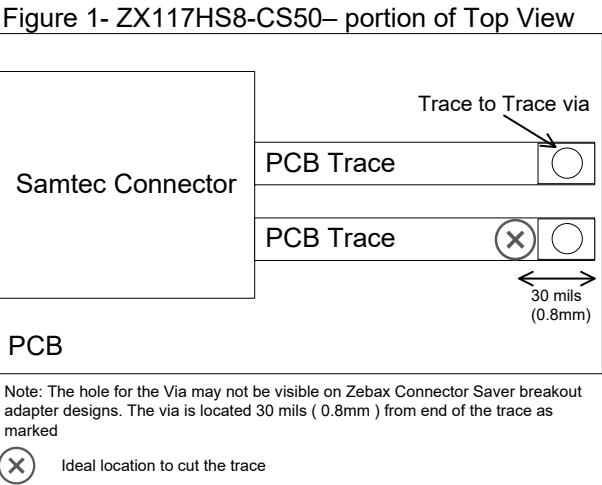 Figure 1- ZX117HS8-CS50– portion of Top View
Trace to Trace via
PCB Trace
Samtec Connector
PCB Trace
30 mils
(0.8mm)
PCB
Note: The hole for the Via may not be visible on Zebax Connector Saver breakout
adapter designs. The via is located 30 mils ( 0.8mm ) from end of the trace as
marked
Ideal location to cut the trace